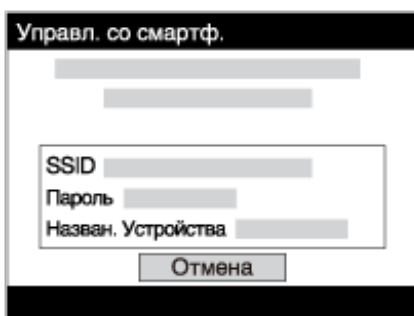 Управл. со смартф.
SSID
Пароль
Назван. Устройства
Отмена